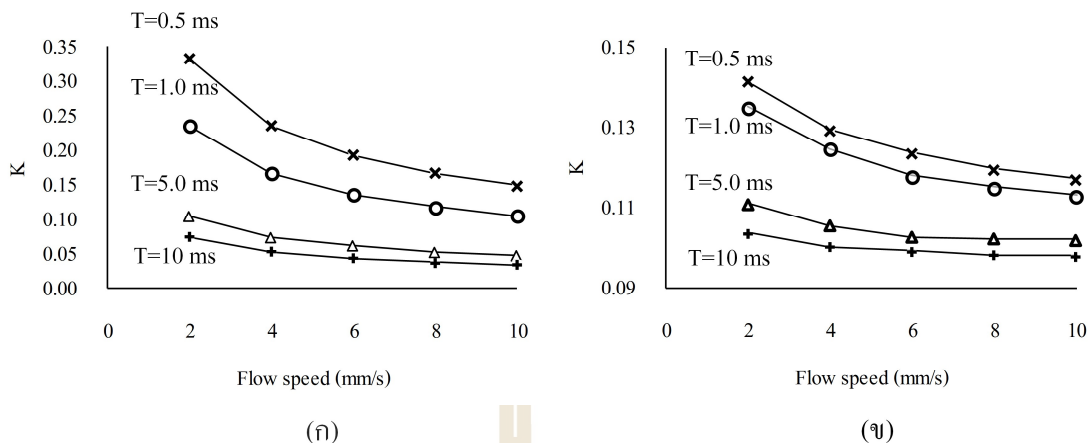 T=0.5 ms
0.35
0.30
T=1.0 ms
0.25
0.20
K
0.15
T=5.0 ms
0.10
0.05
T=10 ms
0.00
0 2 4 6 8 10
Flow speed (mm/s)
(ก)
0.15
T=0.5 ms
0.13
T=1.0 ms
K
T=5.0 ms
0.11
T=10 ms
0.09
0 2 4 6 8 10
Flow speed (mm/s)
(ข)